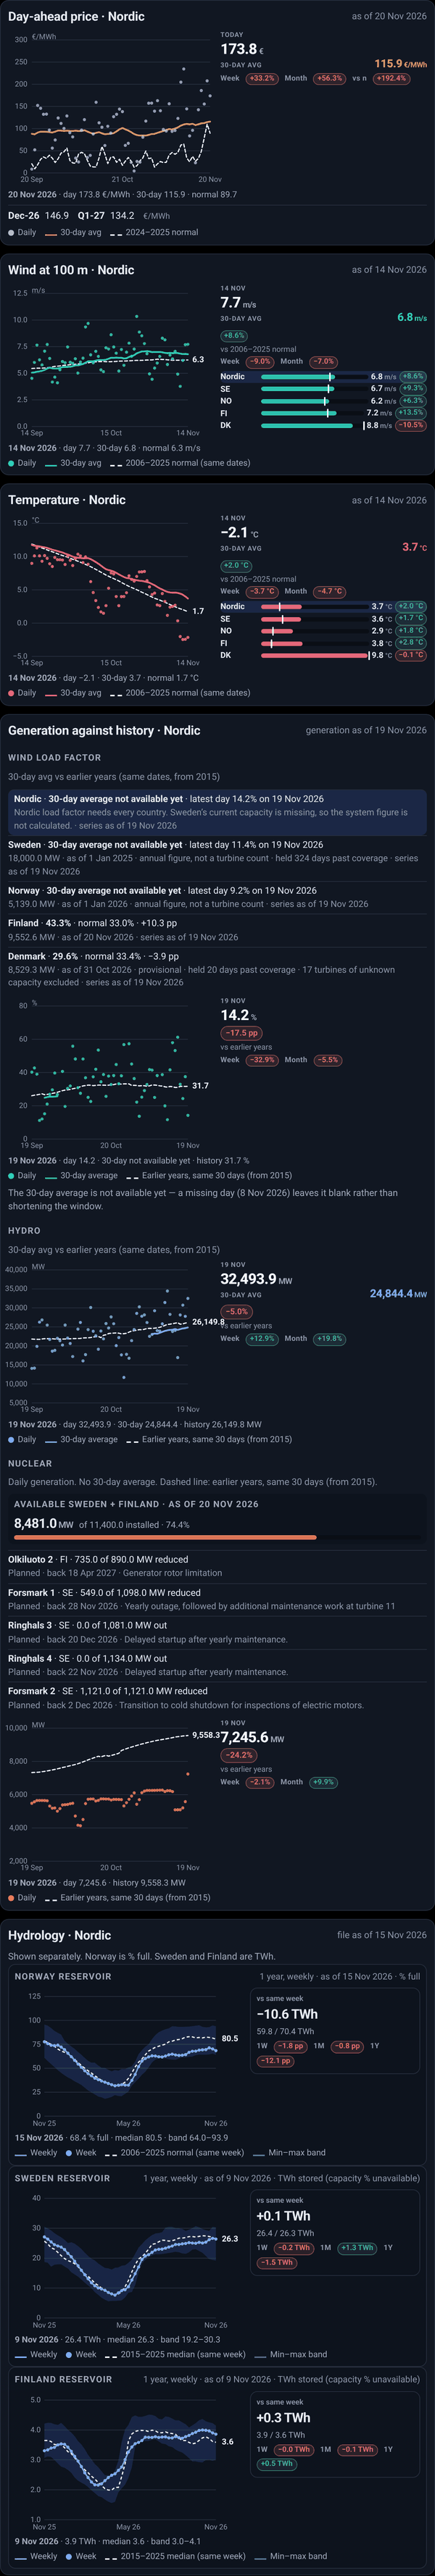 Day-ahead price · Nordic
as of 20 Nov 2026
€/MWh
300
250
200
150
100
50
0
20 Sep
21 Oct
20 Nov
TODAY
173.8 €
30-DAY AVG
115.9 €/MWh
Week +33.2% Month +56.3% vs n +192.4%
20 Nov 2026 · day 173.8 €/MWh · 30-day 115.9 · normal 89.7
Dec-26 146.9 Q1-27 134.2 €/MWh
Daily 30-day avg 2024–2025 normal
Wind at 100 m · Nordic
as of 14 Nov 2026
m/s
12.5
10.0
7.5
5.0
2.5
0.0
6.3
14 Sep
15 Oct
14 Nov
14 NOV
7.7 m/s
30-DAY AVG
6.8 m/s
+8.6%
vs 2006–2025 normal
Week −9.0% Month −7.0%
Nordic 6.8 m/s +8.6%
SE 6.7 m/s +9.3%
NO 6.2 m/s +6.3%
FI 7.2 m/s +13.5%
DK 8.8 m/s −10.5%
14 Nov 2026 · day 7.7 · 30-day 6.8 · normal 6.3 m/s
Daily 30-day avg 2006–2025 normal (same dates)
Temperature · Nordic
as of 14 Nov 2026
°C
15.0
10.0
5.0
0.0
−5.0
1.7
14 Sep
15 Oct
14 Nov
14 NOV
−2.1 °C
30-DAY AVG
3.7 °C
+2.0 °C
vs 2006–2025 normal
Week −3.7 °C Month −4.7 °C
Nordic 3.7 °C +2.0 °C
SE 3.6 °C +1.7 °C
NO 2.9 °C +1.8 °C
FI 3.8 °C +2.8 °C
DK 9.8 °C −0.1 °C
14 Nov 2026 · day −2.1 · 30-day 3.7 · normal 1.7 °C
Daily 30-day avg 2006–2025 normal (same dates)
Generation against history · Nordic
generation as of 19 Nov 2026
WIND LOAD FACTOR
30-day avg vs earlier years (same dates, from 2015)
Nordic · 30-day average not available yet · latest day 14.2% on 19 Nov 2026
Nordic load factor needs every country. Sweden's current capacity is missing, so the system figure is
not calculated. · series as of 19 Nov 2026
Sweden · 30-day average not available yet · latest day 11.4% on 19 Nov 2026
18,000.0 MW · as of 1 Jan 2025 · annual figure, not a turbine count · held 324 days past coverage · series
as of 19 Nov 2026
Norway · 30-day average not available yet · latest day 9.2% on 19 Nov 2026
5,139.0 MW · as of 1 Jan 2026 · annual figure, not a turbine count · series as of 19 Nov 2026
Finland · 43.3% · normal 33.0% · +10.3 pp
9,552.6 MW · as of 20 Nov 2026 · series as of 19 Nov 2026
Denmark · 29.6% · normal 33.4% · −3.9 pp
8,529.3 MW · as of 31 Oct 2026 · provisional · held 20 days past coverage · 17 turbines of unknown
capacity excluded · series as of 19 Nov 2026
%
80
60
40
20
0
31.7
19 Sep
20 Oct
19 Nov
19 NOV
14.2 %
−17.5 pp
vs earlier years
Week −32.9% Month −5.5%
19 Nov 2026 · day 14.2 · 30-day not available yet · history 31.7 %
Daily 30-day average Earlier years, same 30 days (from 2015)
The 30-day average is not available yet — a missing day (8 Nov 2026) leaves it blank rather than
shortening the window.
HYDRO
30-day avg vs earlier years (same dates, from 2015)
MW
40,000
35,000
30,000
25,000
20,000
15,000
10,000
5,000
26,149.8
19 Sep
20 Oct
19 Nov
19 NOV
32,493.9 MW
30-DAY AVG
24,844.4 MW
−5.0%
vs earlier years
Week +12.9% Month +19.8%
19 Nov 2026 · day 32,493.9 · 30-day 24,844.4 · history 26,149.8 MW
Daily 30-day average Earlier years, same 30 days (from 2015)
NUCLEAR
Daily generation. No 30-day average. Dashed line: earlier years, same 30 days (from 2015).
AVAILABLE SWEDEN + FINLAND · AS OF 20 NOV 2026
8,481.0 MW of 11,400.0 installed · 74.4%
Olkiluoto 2 · FI · 735.0 of 890.0 MW reduced
Planned · back 18 Apr 2027 · Generator rotor limitation
Forsmark 1 · SE · 549.0 of 1,098.0 MW reduced
Planned · back 28 Nov 2026 · Yearly outage, followed by additional maintenance work at turbine 11
Ringhals 3 · SE · 0.0 of 1,081.0 MW out
Planned · back 20 Dec 2026 · Delayed startup after yearly maintenance.
Ringhals 4 · SE · 0.0 of 1,134.0 MW out
Planned · back 22 Nov 2026 · Delayed startup after yearly maintenance.
Forsmark 2 · SE · 1,121.0 of 1,121.0 MW reduced
Planned · back 2 Dec 2026 · Transition to cold shutdown for inspections of electric motors.
MW
10,000
8,000
6,000
4,000
2,000
9,558.3
19 Sep
20 Oct
19 Nov
19 NOV
7,245.6 MW
−24.2%
vs earlier years
Week −2.1% Month +9.9%
19 Nov 2026 · day 7,245.6 · history 9,558.3 MW
Daily Earlier years, same 30 days (from 2015)
Hydrology · Nordic
file as of 15 Nov 2026
Shown separately. Norway is % full. Sweden and Finland are TWh.
NORWAY RESERVOIR
1 year, weekly · as of 15 Nov 2026 · % full
125
100
75
50
25
0
80.5
Nov 25
May 26
Nov 26
vs same week
−10.6 TWh
59.8 / 70.4 TWh
1W −1.8 pp 1M −0.8 pp 1Y
−12.1 pp
15 Nov 2026 · 68.4 % full · median 80.5 · band 64.0–93.9
Weekly Week 2006–2025 normal (same week) Min–max band
SWEDEN RESERVOIR
1 year, weekly · as of 9 Nov 2026 · TWh stored (capacity % unavailable)
40
30
20
10
0
26.3
Nov 25
May 26
Nov 26
vs same week
+0.1 TWh
26.4 / 26.3 TWh
1W −0.2 TWh 1M +1.3 TWh 1Y
−1.5 TWh
9 Nov 2026 · 26.4 TWh · median 26.3 · band 19.2–30.3
Weekly Week 2015–2025 median (same week) Min–max band
FINLAND RESERVOIR
1 year, weekly · as of 9 Nov 2026 · TWh stored (capacity % unavailable)
5.0
4.0
3.0
2.0
1.0
3.6
Nov 25
May 26
Nov 26
vs same week
+0.3 TWh
3.9 / 3.6 TWh
1W −0.0 TWh 1M −0.1 TWh 1Y
+0.5 TWh
9 Nov 2026 · 3.9 TWh · median 3.6 · band 3.0–4.1
Weekly Week 2015–2025 median (same week) Min–max band